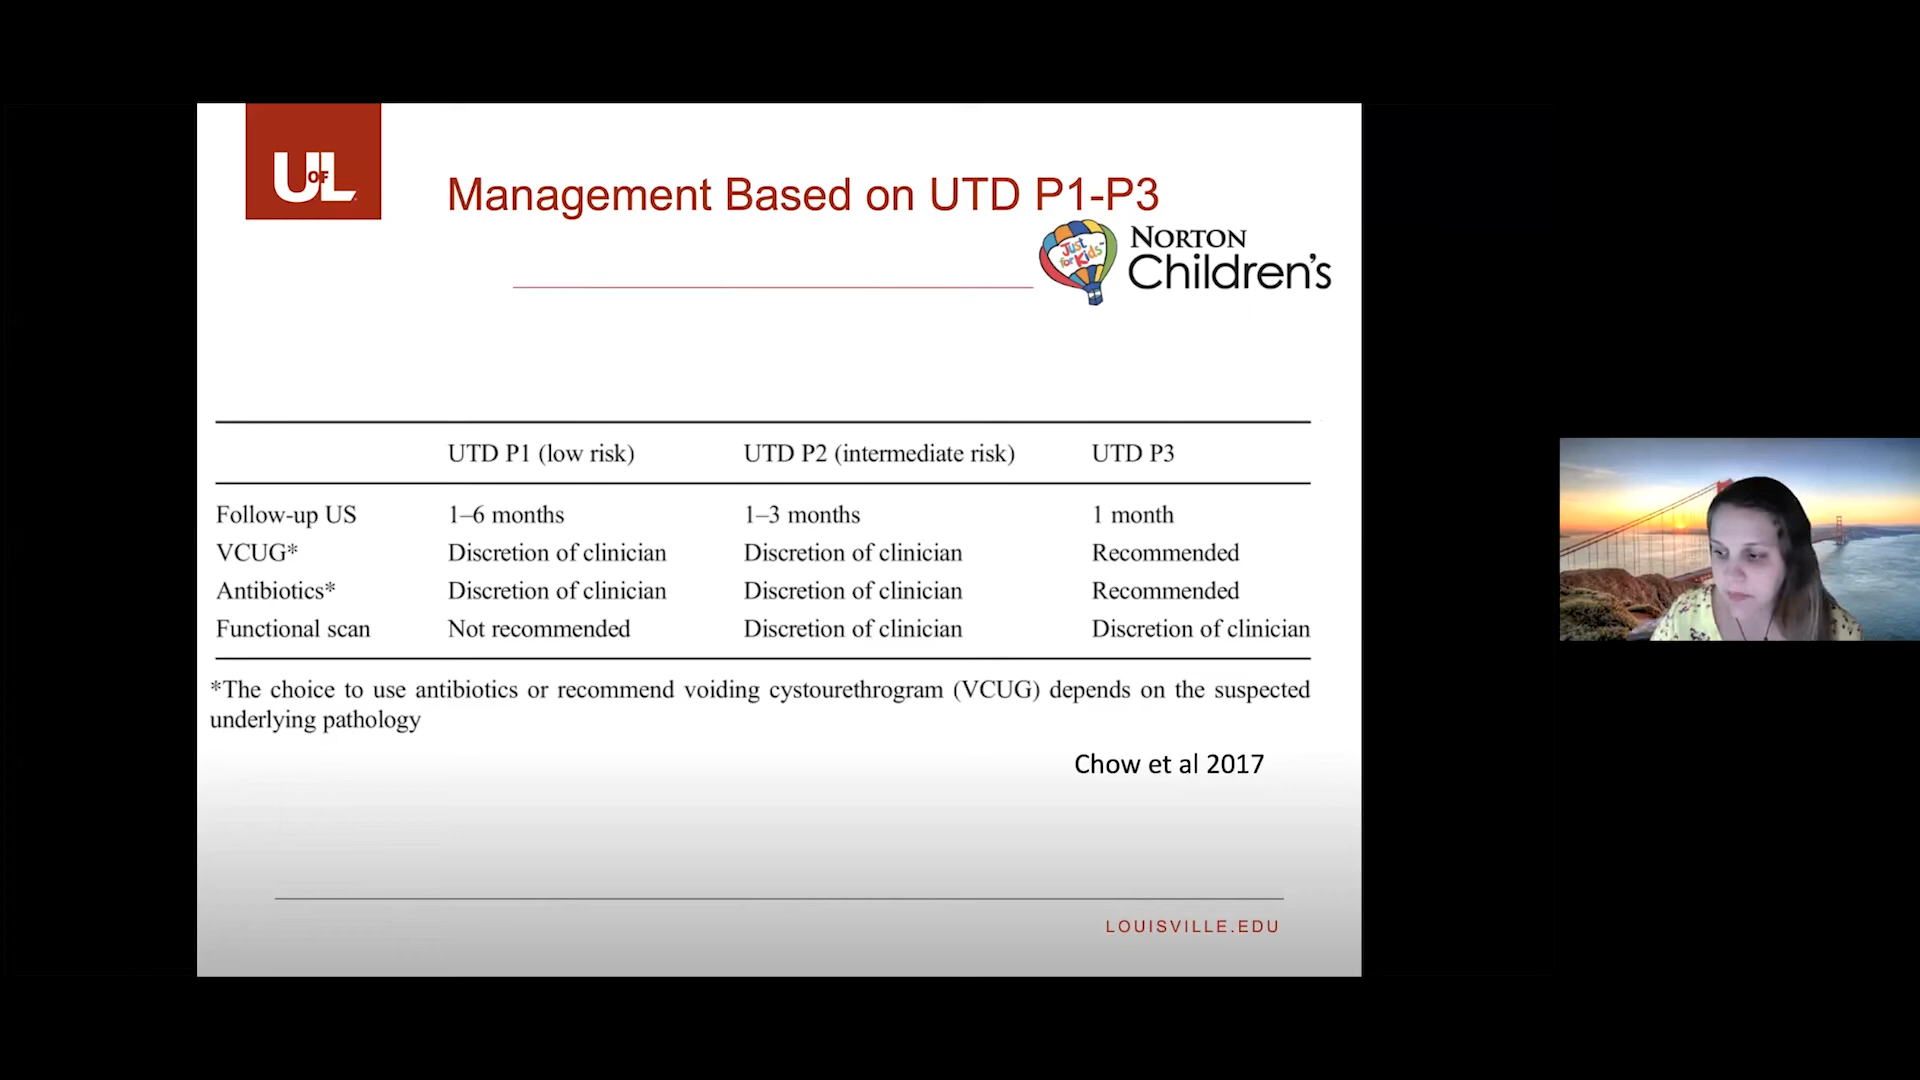 U OF L
Management Based on UTD P1-P3
Just for Kids
NORTON
Children's
UTD P1 (low risk) UTD P2 (intermediate risk) UTD P3
Follow-up US 1–6 months 1–3 months 1 month
VCUG* Discretion of clinician Discretion of clinician Recommended
Antibiotics* Discretion of clinician Discretion of clinician Recommended
Functional scan Not recommended Discretion of clinician Discretion of clinician
*The choice to use antibiotics or recommend voiding cystourethrogram (VCUG) depends on the suspected
underlying pathology
Chow et al 2017
LOUISVILLE.EDU